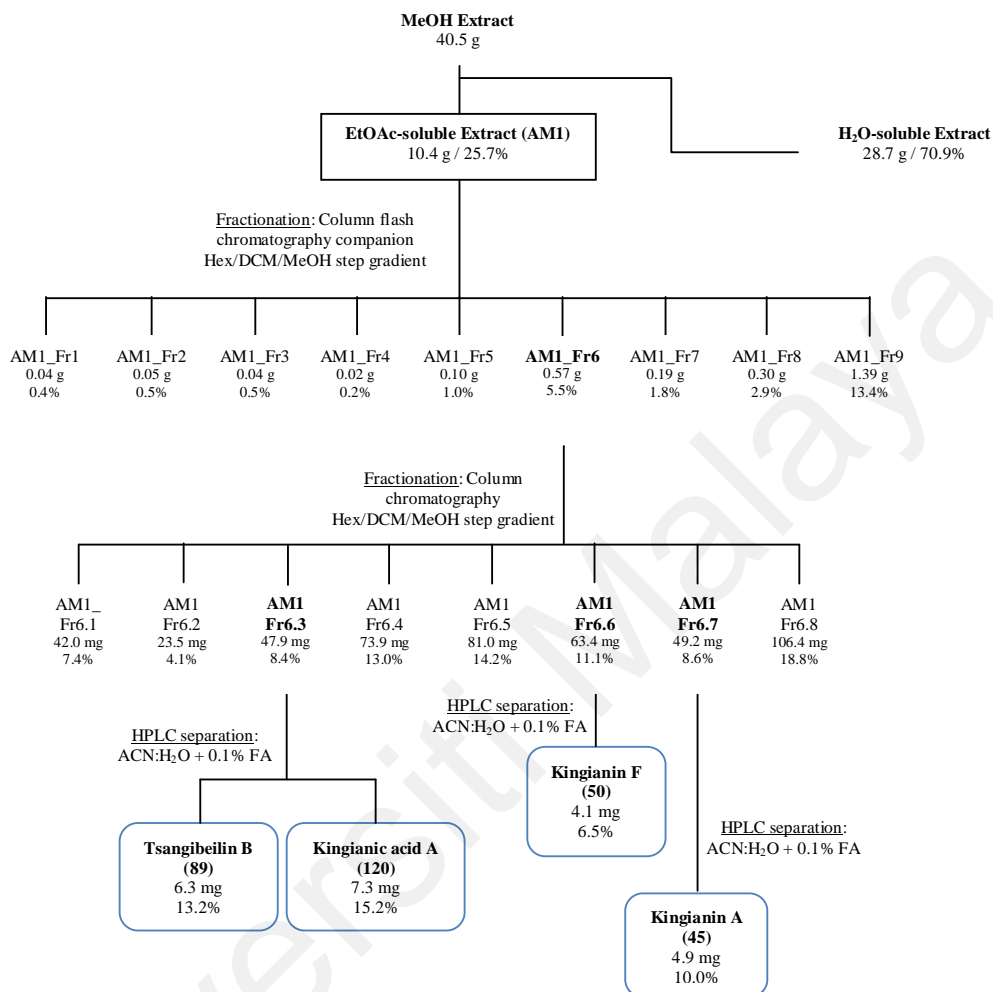 MeOH Extract
40.5 g
EtOAc-soluble Extract (AM1)
10.4 g / 25.7%
H₂O-soluble Extract
28.7 g / 70.9%
Fractionation: Column flash
chromatography companion
Hex/DCM/MeOH step gradient
AM1_Fr1
0.04 g
0.4%
AM1_Fr2
0.05 g
0.5%
AM1_Fr3
0.04 g
0.5%
AM1_Fr4
0.02 g
0.2%
AM1_Fr5
0.10 g
1.0%
AM1_Fr6
0.57 g
5.5%
AM1_Fr7
0.19 g
1.8%
AM1_Fr8
0.30 g
2.9%
AM1_Fr9
1.39 g
13.4%
Fractionation: Column
chromatography
Hex/DCM/MeOH step gradient
AM1_
Fr6.1
42.0 mg
7.4%
AM1
Fr6.2
23.5 mg
4.1%
AM1
Fr6.3
47.9 mg
8.4%
AM1
Fr6.4
73.9 mg
13.0%
AM1
Fr6.5
81.0 mg
14.2%
AM1
Fr6.6
63.4 mg
11.1%
AM1
Fr6.7
49.2 mg
8.6%
AM1
Fr6.8
106.4 mg
18.8%
HPLC separation:
ACN:H₂O + 0.1% FA
HPLC separation:
ACN:H₂O + 0.1% FA
HPLC separation:
ACN:H₂O + 0.1% FA
Tsangibeilin B
(89)
6.3 mg
13.2%
Kingianic acid A
(120)
7.3 mg
15.2%
Kingianin F
(50)
4.1 mg
6.5%
Kingianin A
(45)
4.9 mg
10.0%
versiti Malaya